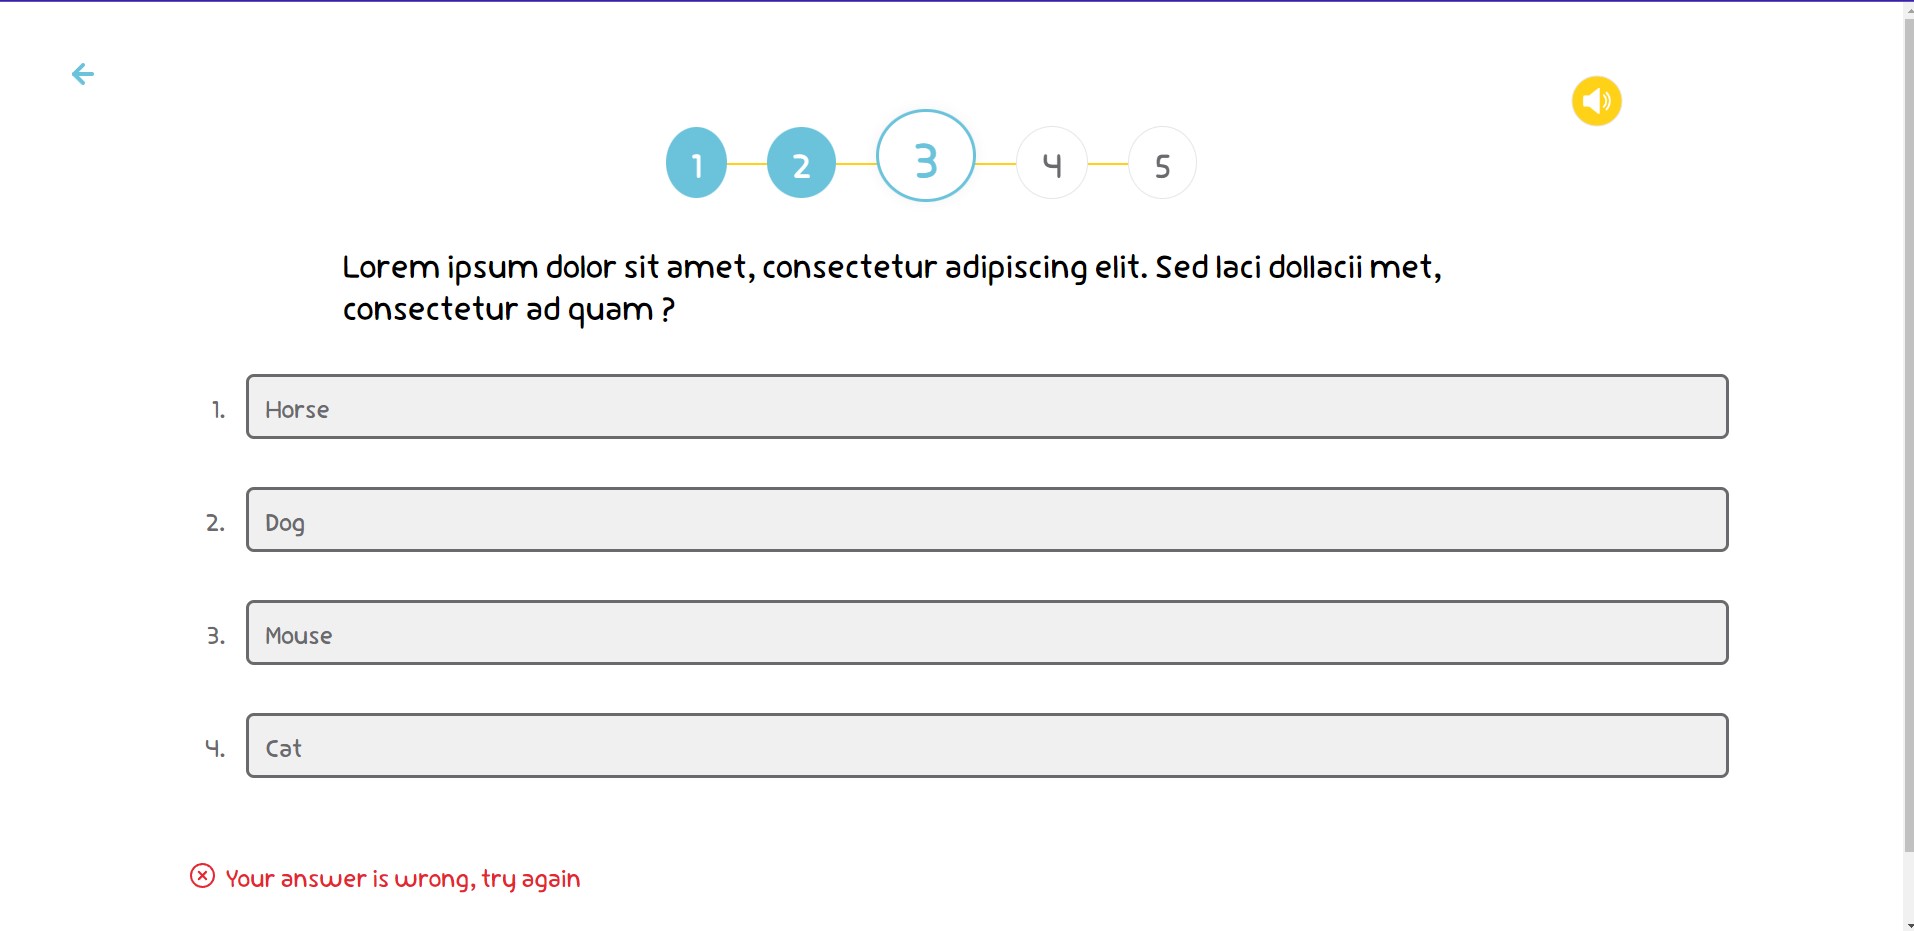 1 2 3 4 5
Lorem ipsum dolor sit amet, consectetur adipiscing elit. Sed laci dollacii met,
consectetur ad quam ?
1. Horse
2. Dog
3. Mouse
4. Cat
Your answer is wrong, try again